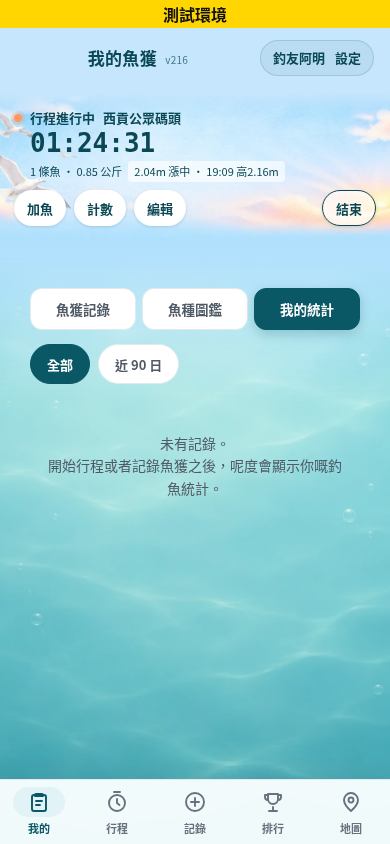 測試環境
我的魚獲 v216
釣友阿明 設定
行程進行中 西貢公眾碼頭
01:24:31
1 條魚 · 0.85 公斤 2.04m 漲中 · 19:09 高2.16m
加魚 計數 編輯 結束
魚獲記錄 魚種圖鑑 我的統計
全部 近 90 日
未有記錄。
開始行程或者記錄魚獲之後，呢度會顯示你嘅釣
魚統計。
我的 行程 記錄 排行 地圖